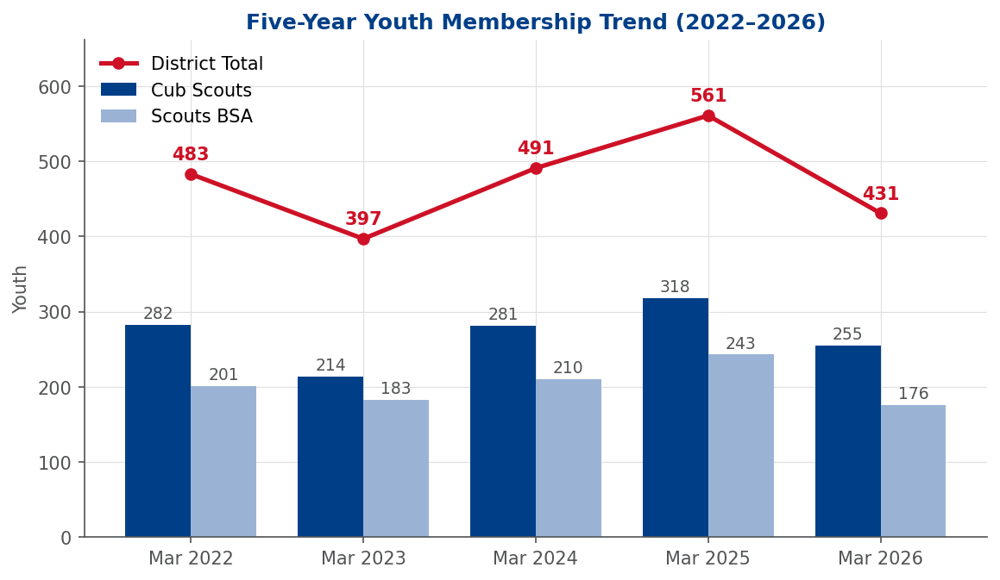 Five-Year Youth Membership Trend (2022–2026)
District Total
Cub Scouts
Scouts BSA
Youth
600
500
400
300
200
100
0
483
397
491
561
431
282
201
214
183
281
210
318
243
255
176
Mar 2022
Mar 2023
Mar 2024
Mar 2025
Mar 2026